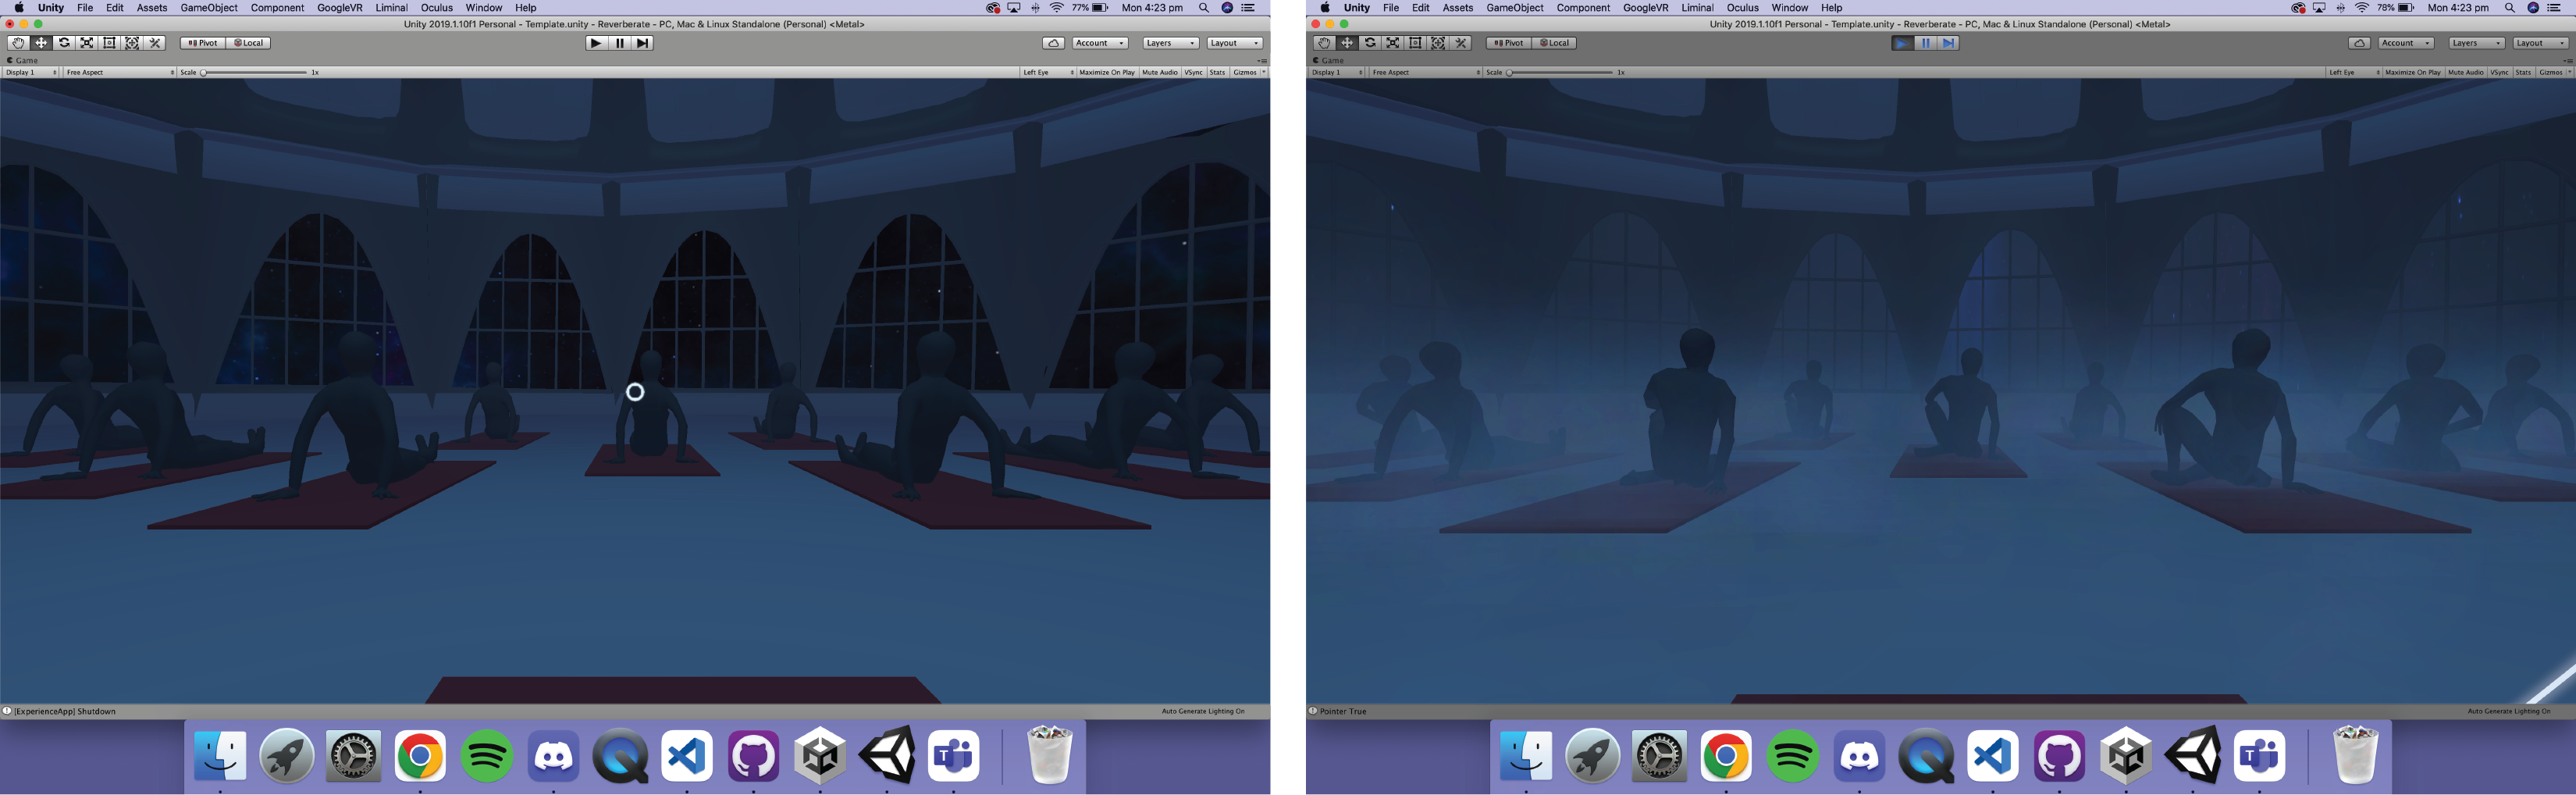 Unity File Edit Assets GameObject Component GoogleVR Liminal Oculus Window Help 77% Mon 4:23 pm
Unity 2019.1.10f1 Personal - Template.unity - Reverberate - PC, Mac & Linux Standalone (Personal) <Metal>
Pivot Local Account Layers Layout
Game
Display 1 Free Aspect Scale 1x Left Eye Maximize On Play Mute Audio VSync Stats Gizmos
[ExperienceApp] Shutdown Auto Generate Lighting On
Unity File Edit Assets GameObject Component GoogleVR Liminal Oculus Window Help 78% Mon 4:23 pm
Unity 2019.1.10f1 Personal - Template.unity - Reverberate - PC, Mac & Linux Standalone (Personal) <Metal>
Pivot Local Account Layers Layout
Game
Display 1 Free Aspect Scale 1x Left Eye Maximize On Play Mute Audio VSync Stats Gizmos
Pointer True Auto Generate Lighting On